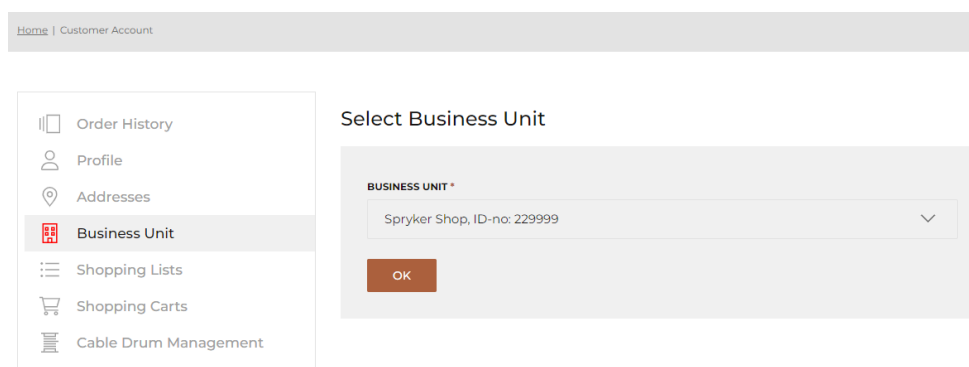 Home | Customer Account
Order History
Profile
Addresses
Business Unit
Shopping Lists
Shopping Carts
Cable Drum Management
Select Business Unit
BUSINESS UNIT *
Spryker Shop, ID-no: 229999
OK